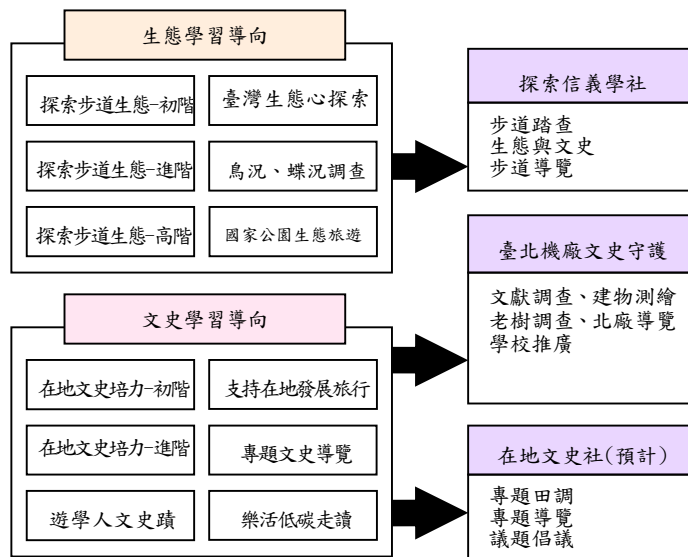 生態學習導向
探索步道生態-初階
臺灣生態心探索
探索步道生態-進階
鳥況、蝶況調查
探索步道生態-高階
國家公園生態旅遊
文史學習導向
在地文史培力-初階
支持在地發展旅行
在地文史培力-進階
專題文史導覽
遊學人文史蹟
樂活低碳走讀
探索信義學社
步道踏查
生態與文史
步道導覽
臺北機廠文史守護
文獻調查、建物測繪
老樹調查、北廠導覽
學校推廣
在地文史社(預計)
專題田調
專題導覽
議題倡議